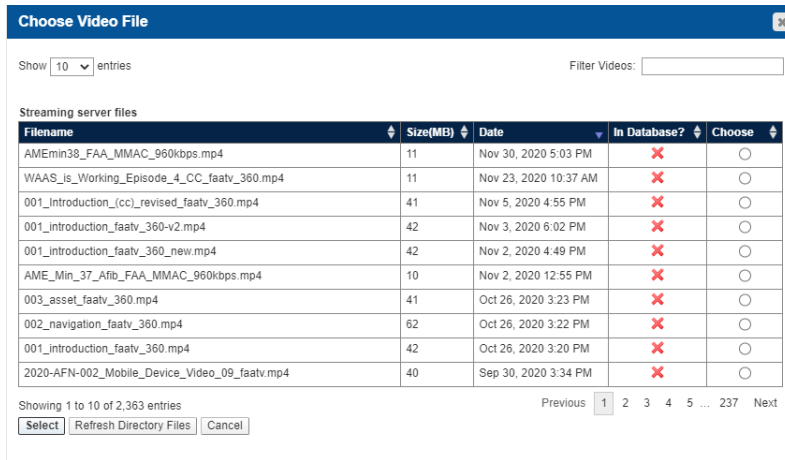 Choose Video File
Show 10 entries Filter Videos:
Streaming server files
Filename Size(MB) Date In Database? Choose
AMEmin38_FAA_MMAC_960kbps.mp4 11 Nov 30, 2020 5:03 PM
WAAS_is_Working_Episode_4_CC_faatv_360.mp4 11 Nov 23, 2020 10:37 AM
001_Introduction_(cc)_revised_faatv_360.mp4 41 Nov 5, 2020 4:55 PM
001_introduction_faatv_360-v2.mp4 42 Nov 3, 2020 6:02 PM
001_introduction_faatv_360_new.mp4 42 Nov 2, 2020 4:49 PM
AME_Min_37_Afib_FAA_MMAC_960kbps.mp4 10 Nov 2, 2020 12:55 PM
003_asset_faatv_360.mp4 41 Oct 26, 2020 3:23 PM
002_navigation_faatv_360.mp4 62 Oct 26, 2020 3:22 PM
001_introduction_faatv_360.mp4 42 Oct 26, 2020 3:20 PM
2020-AFN-002_Mobile_Device_Video_09_faatv.mp4 40 Sep 30, 2020 3:34 PM
Showing 1 to 10 of 2,363 entries Previous 1 2 3 4 5 ... 237 Next
Select Refresh Directory Files Cancel